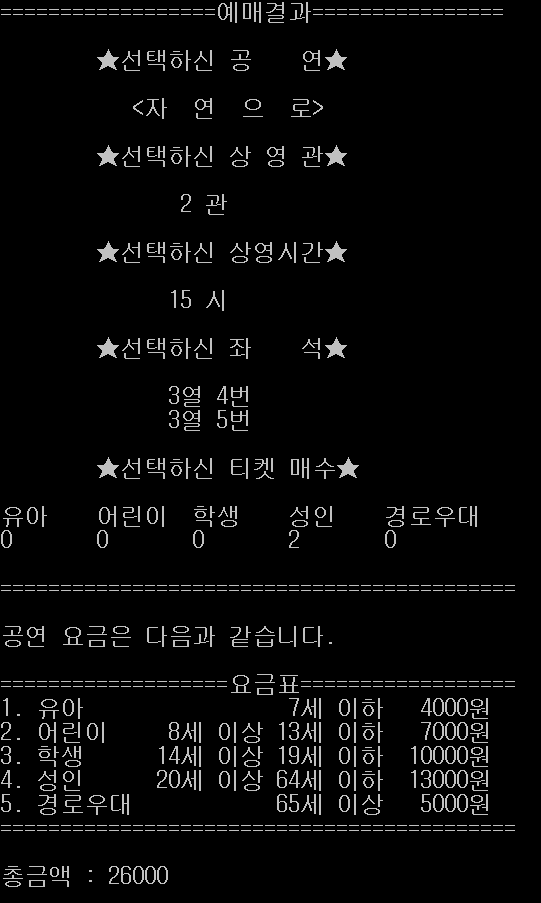 ==================예매결과================
★선택하신 공    연★
<자  연  으  로>
★선택하신 상 영 관★
2 관
★선택하신 상영시간★
15 시
★선택하신 좌    석★
3열 4번
3열 5번
★선택하신 티켓 매수★
유아    어린이  학생    성인    경로우대
0       0       0       2       0
===========================================
공연 요금은 다음과 같습니다.
===================요금표==================
1. 유아                 7세 이하   4000원
2. 어린이     8세 이상 13세 이하   7000원
3. 학생      14세 이상 19세 이하  10000원
4. 성인      20세 이상 64세 이하  13000원
5. 경로우대            65세 이상   5000원
===========================================
총금액 : 26000